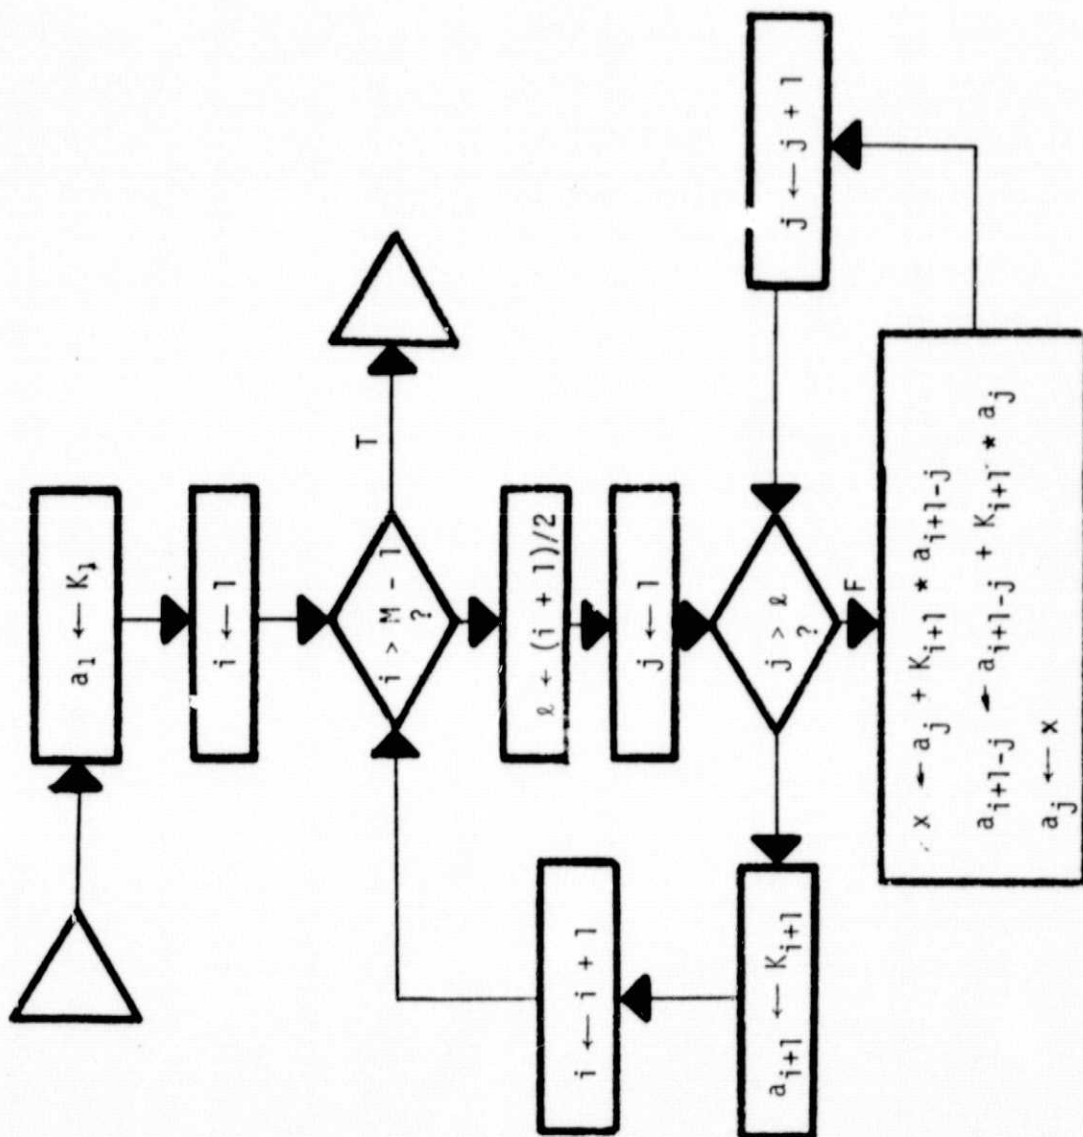 a₁ ← K₁
i ← 1
i > M - 1
?
T
ℓ ← (i + 1)/2
j ← 1
j > ℓ
?
F
x ← a_j + K_{i+1} * a_{i+1-j}
a_{i+1-j} ← a_{i+1-j} + K_{i+1} * a_j
a_j ← x
j ← j + 1
a_{i+1} ← K_{i+1}
i ← i + 1